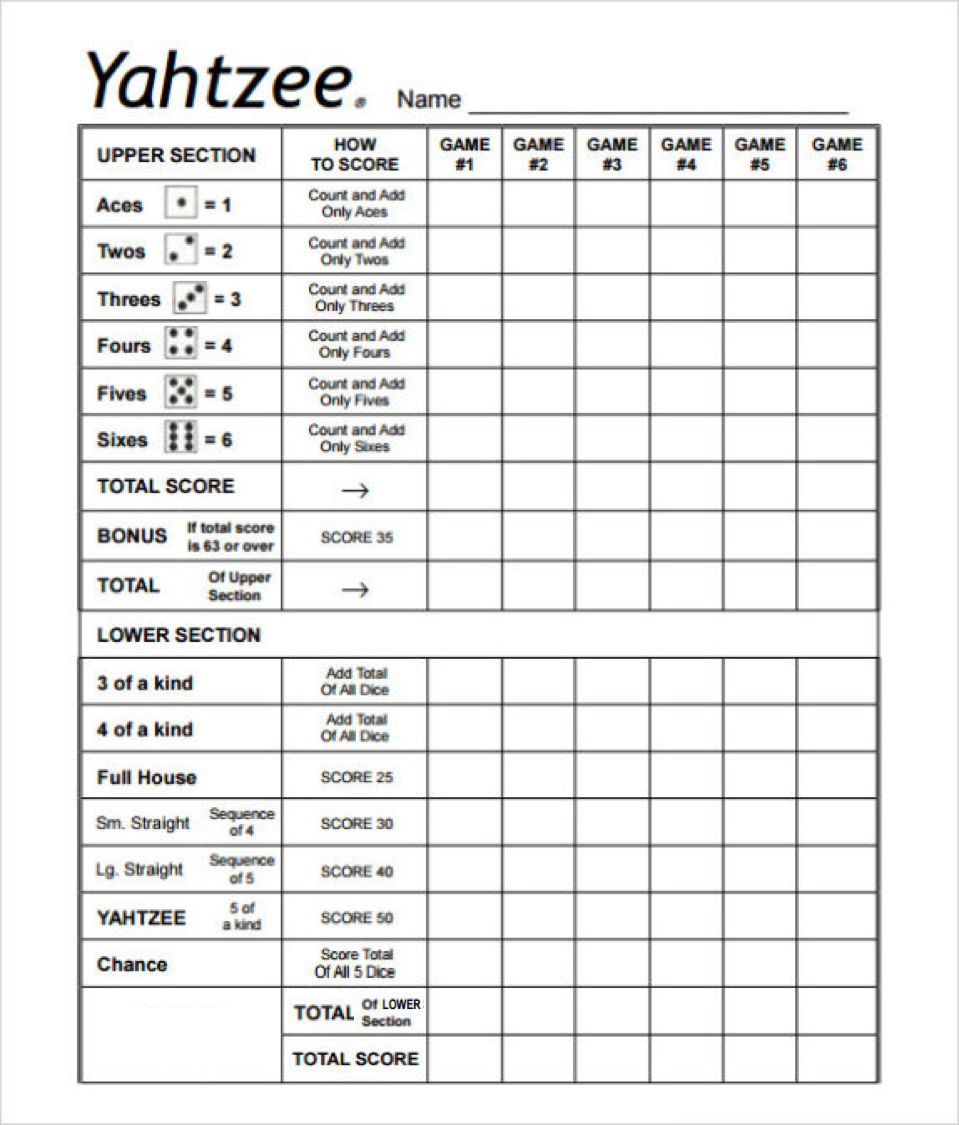 Yahtzee® Name
UPPER SECTION
HOW
TO SCORE
GAME
#1
GAME
#2
GAME
#3
GAME
#4
GAME
#5
GAME
#6
Aces = 1
Count and Add
Only Aces
Twos = 2
Count and Add
Only Twos
Threes = 3
Count and Add
Only Threes
Fours = 4
Count and Add
Only Fours
Fives = 5
Count and Add
Only Fives
Sixes = 6
Count and Add
Only Sixes
TOTAL SCORE →
BONUS
If total score
is 63 or over
SCORE 35
TOTAL
Of Upper
Section
→
LOWER SECTION
3 of a kind
Add Total
Of All Dice
4 of a kind
Add Total
Of All Dice
Full House
SCORE 25
Sm. Straight
Sequence
of 4
SCORE 30
Lg. Straight
Sequence
of 5
SCORE 40
YAHTZEE
5 of
a kind
SCORE 50
Chance
Score Total
Of All 5 Dice
TOTAL
Of LOWER
Section
TOTAL SCORE